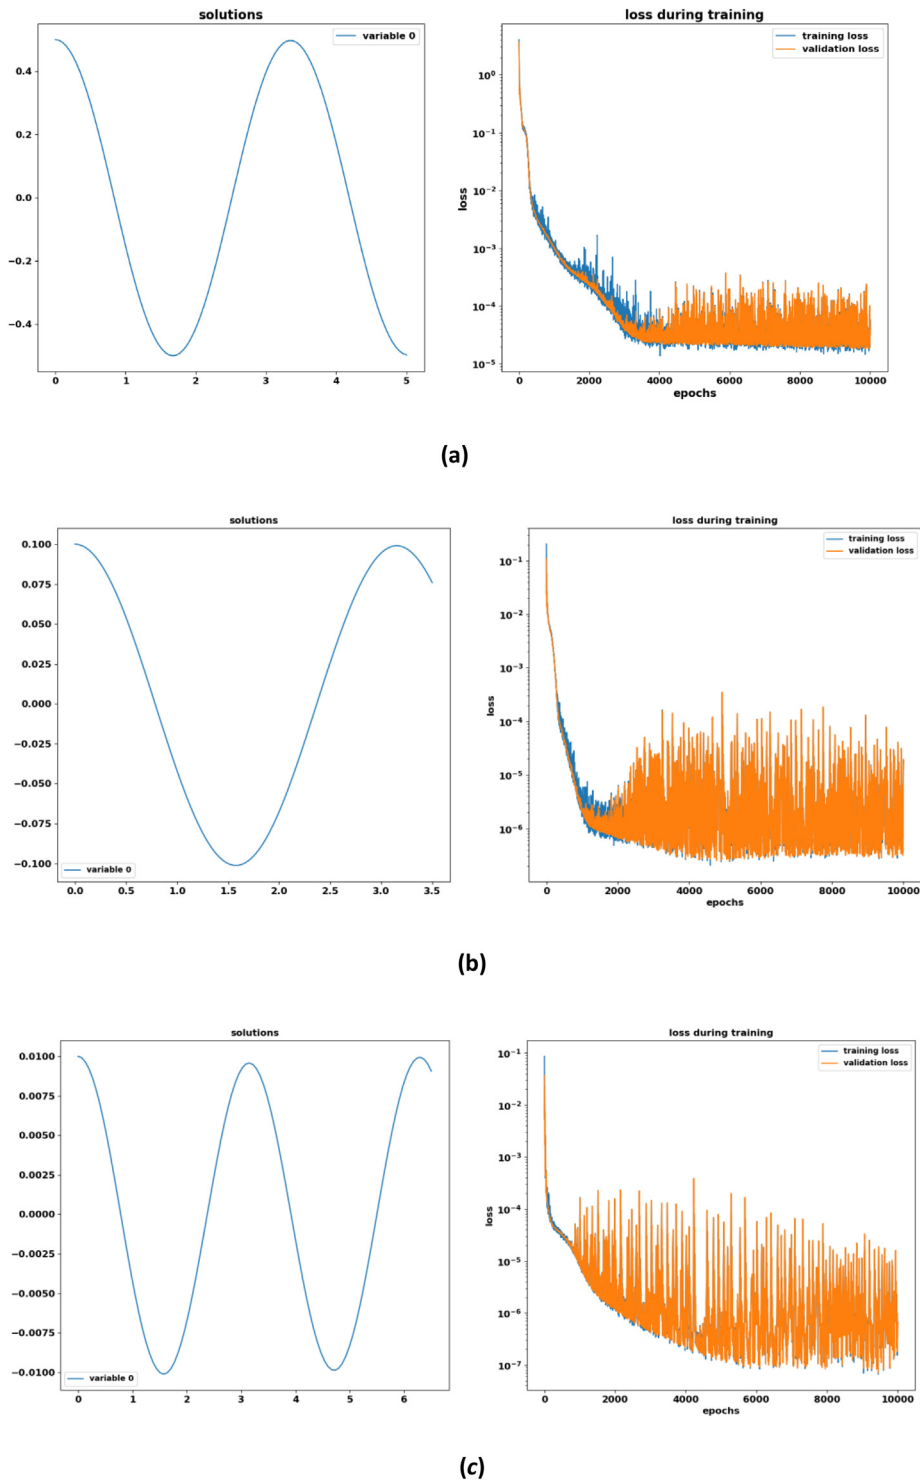 solutions
variable 0
0.4
0.2
0.0
−0.2
−0.4
0 1 2 3 4 5
loss during training
training loss
validation loss
10⁰
10⁻¹
10⁻²
10⁻³
10⁻⁴
10⁻⁵
loss
0 2000 4000 6000 8000 10000
epochs
(a)
solutions
0.100
0.075
0.050
0.025
0.000
−0.025
−0.050
−0.075
−0.100
variable 0
0.0 0.5 1.0 1.5 2.0 2.5 3.0 3.5
loss during training
training loss
validation loss
10⁻¹
10⁻²
10⁻³
10⁻⁴
10⁻⁵
10⁻⁶
loss
0 2000 4000 6000 8000 10000
epochs
(b)
solutions
0.0100
0.0075
0.0050
0.0025
0.0000
−0.0025
−0.0050
−0.0075
−0.0100
variable 0
0 1 2 3 4 5 6
loss during training
training loss
validation loss
10⁻¹
10⁻²
10⁻³
10⁻⁴
10⁻⁵
10⁻⁶
10⁻⁷
loss
0 2000 4000 6000 8000 10000
epochs
(c)